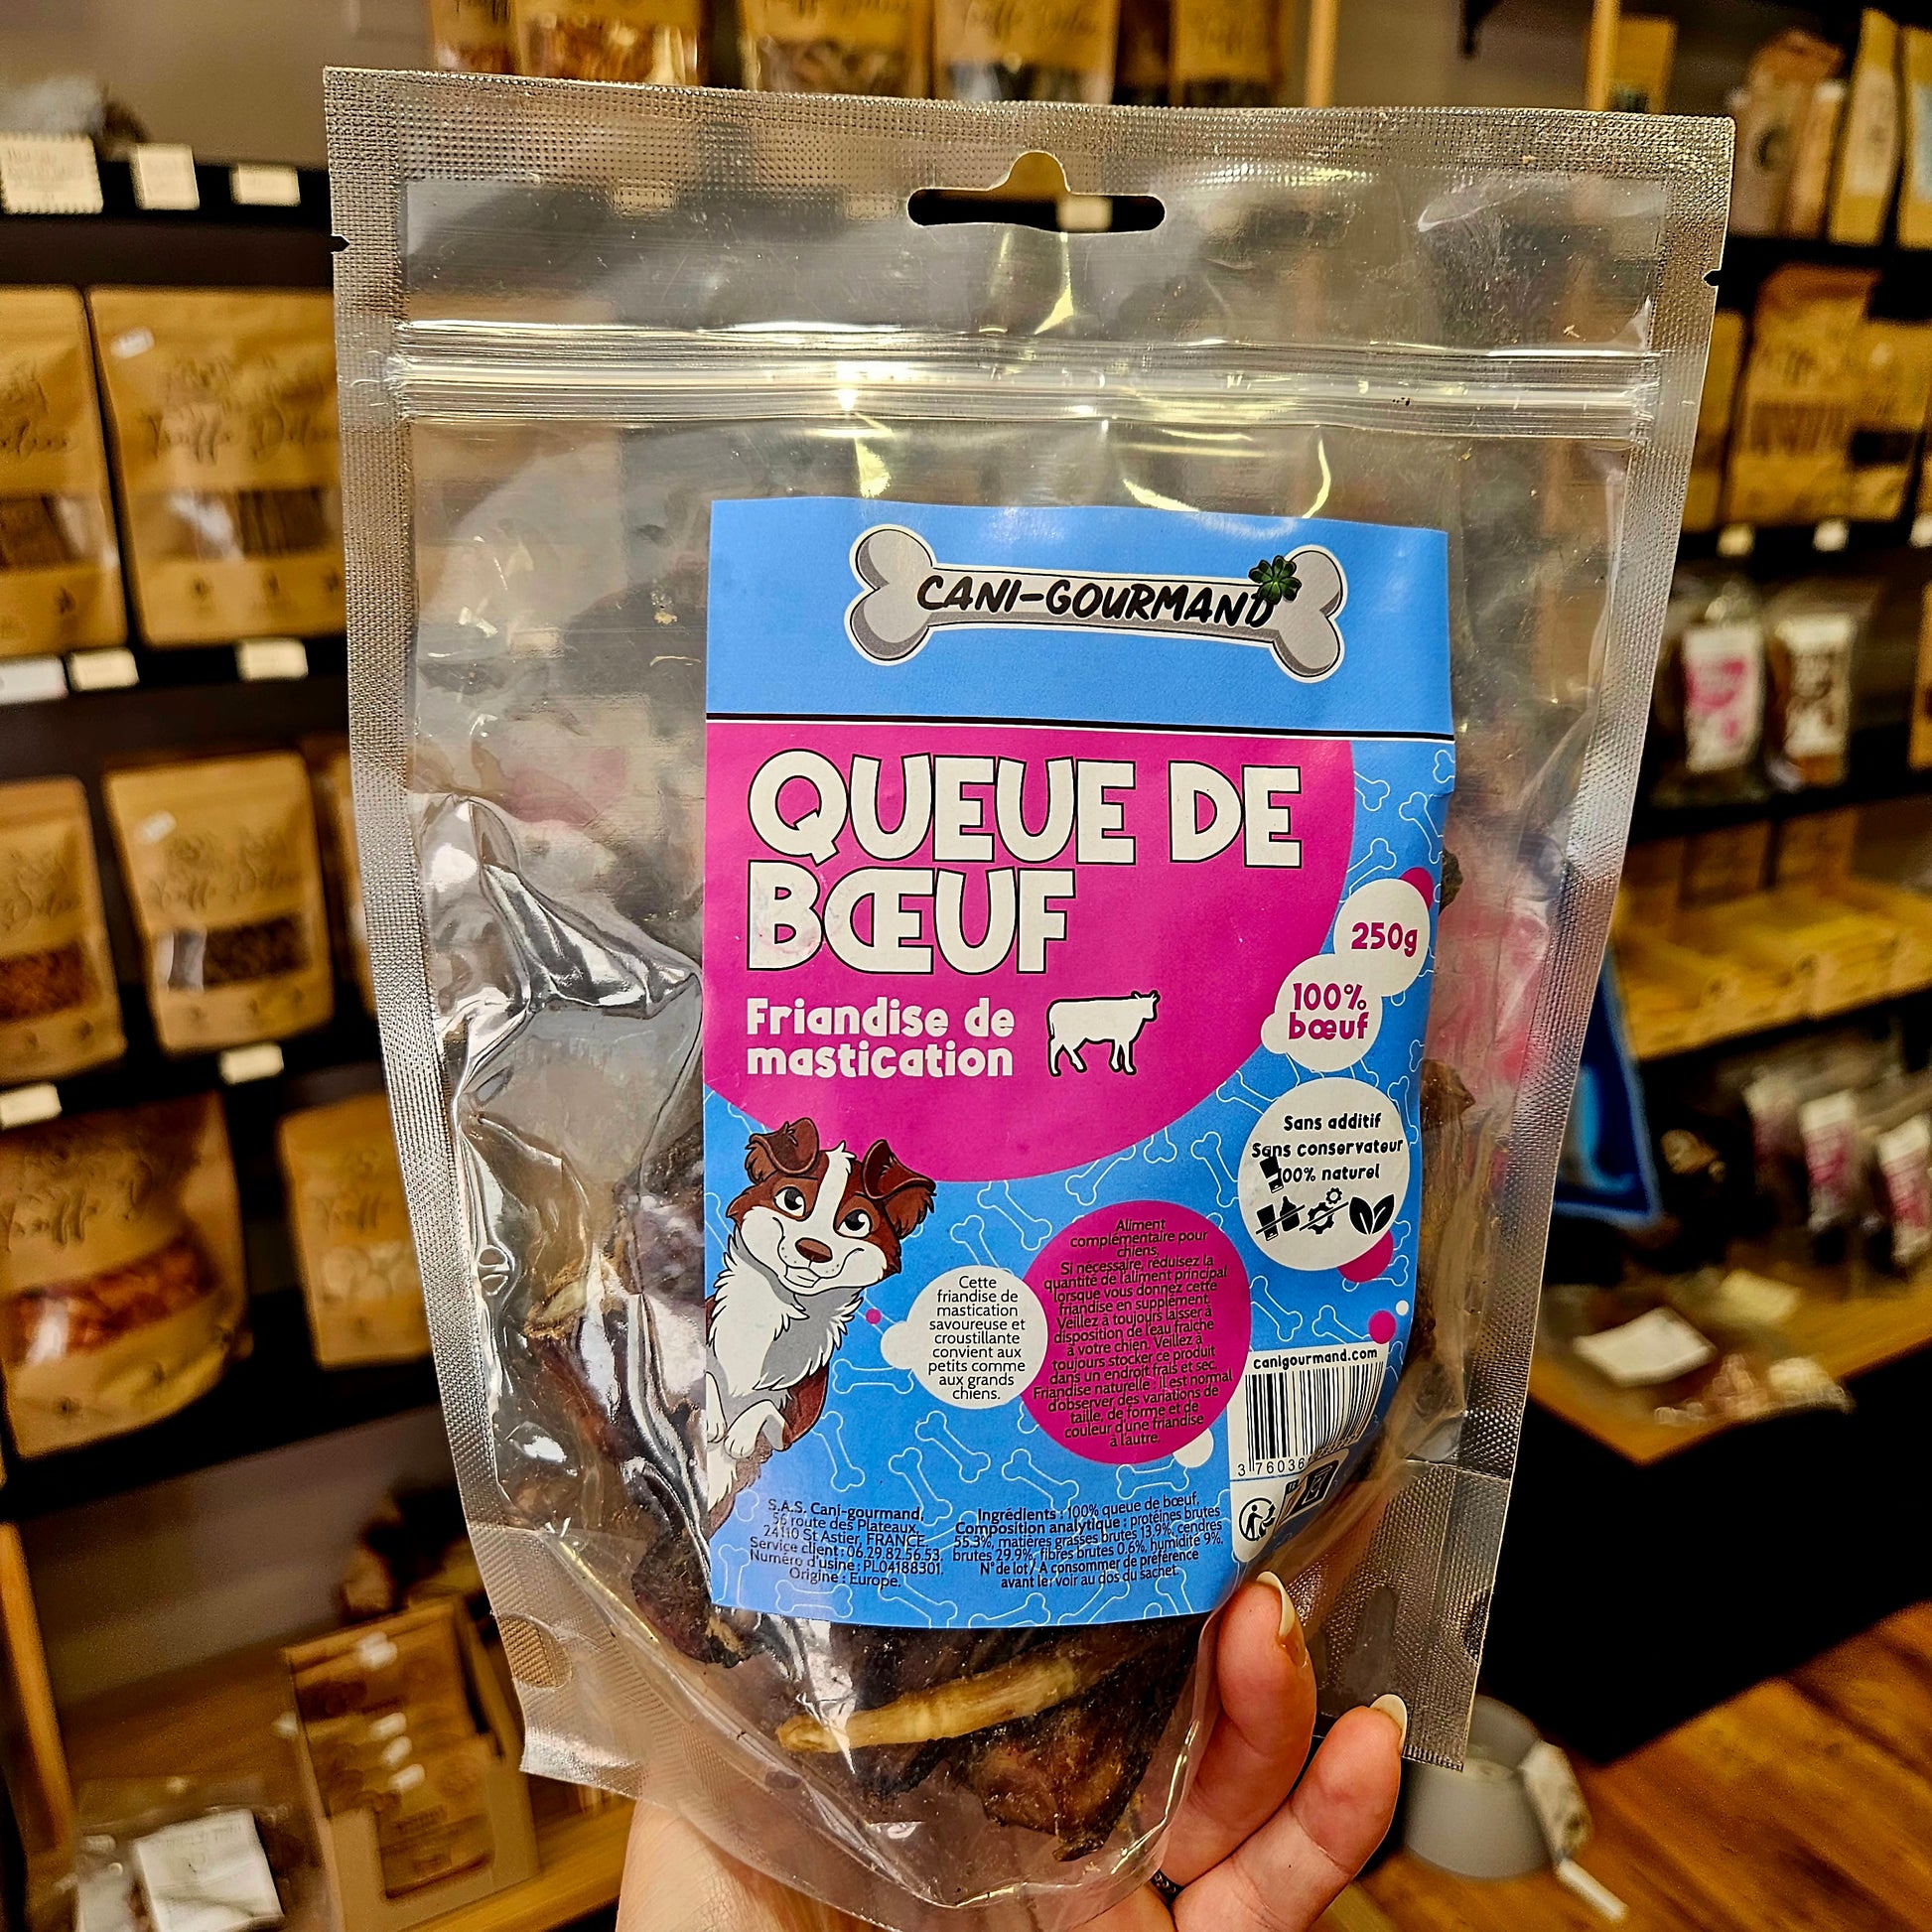 CANI-GOURMAND
QUEUE DE
BŒUF
Friandise de
mastication
250g
100%
bœuf
Sans additif
Sans conservateur
100% naturel
Cette
friandise de
mastication
savoureuse et
croustillante
convient aux
petits comme
aux grands
chiens.
Aliment
complémentaire pour
chiens.
Si nécessaire, réduisez la
quantité de l'aliment principal
lorsque vous donnez cette
friandise en supplément.
Veillez à toujours laisser à
disposition de l'eau fraîche
à votre chien. Veillez à
toujours stocker ce produit
dans un endroit frais et sec.
Friandise naturelle : il est normal
d'observer des variations de
taille, de forme et de
couleur d'une friandise
à l'autre.
canigourmand.com
3 76036
S.A.S. Cani-gourmand,
56 route des Plateaux,
24110 St Astier, FRANCE.
Service client : 06.29.82.56.53.
Numéro d'usine : PL04188301.
Origine : Europe.
Ingrédients : 100% queue de bœuf.
Composition analytique : protéines brutes
55.3%, matières grasses brutes 13.9%, cendres
brutes 29.9%, fibres brutes 0.6%, humidité 9%.
N° de lot / A consommer de préférence
avant le: voir au dos du sachet.
Truffe